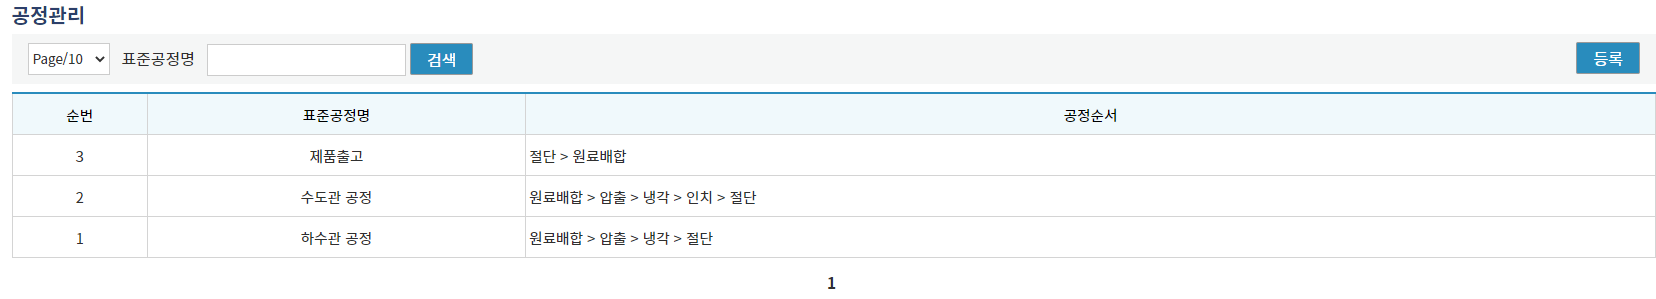 공정관리
Page/10 표준공정명 검색 등록
순번 표준공정명 공정순서
3 제품출고 절단 > 원료배합
2 수도관 공정 원료배합 > 압출 > 냉각 > 인치 > 절단
1 하수관 공정 원료배합 > 압출 > 냉각 > 절단
1